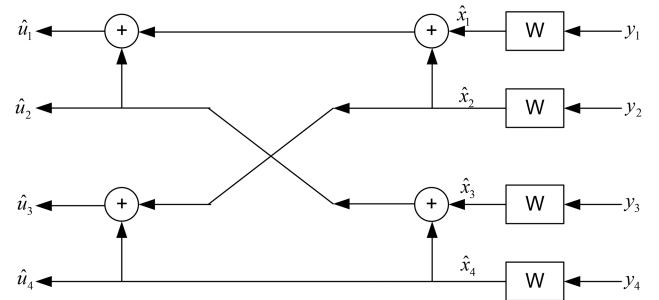 û₁ + + x̂₁ W y₁
û₂ x̂₂ W y₂
û₃ + + x̂₃ W y₃
û₄ x̂₄ W y₄